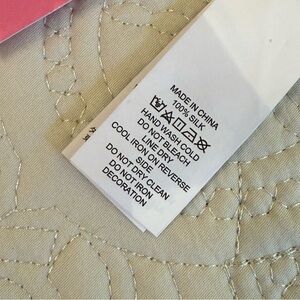 MADE IN CHINA
100% SILK
HAND WASH COLD
DO NOT BLEACH
LINE DRY
COOL IRON ON REVERSE
SIDE
DO NOT DRY CLEAN
DO NOT IRON
DECORATION